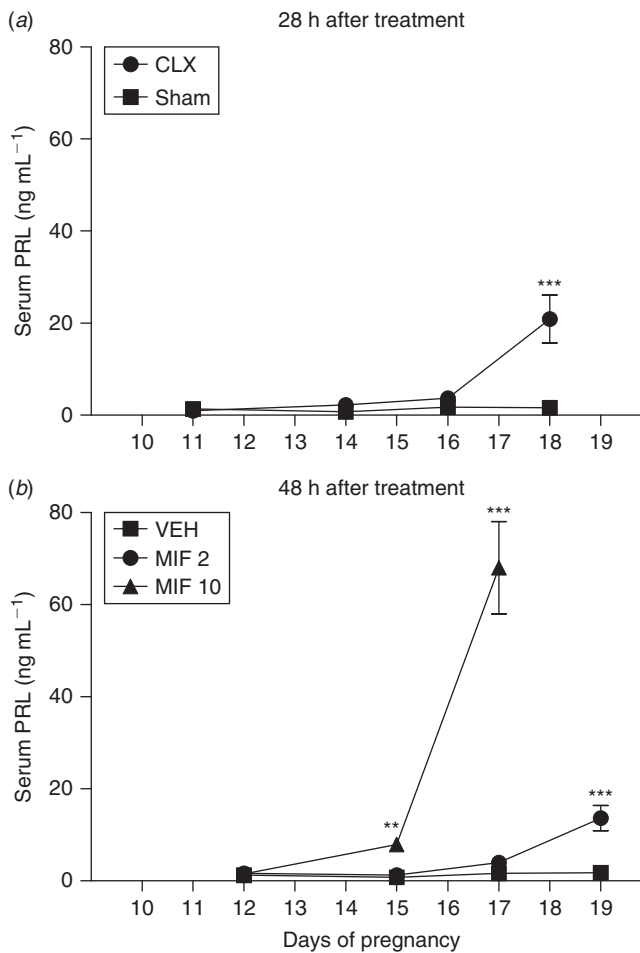 (a) 28 h after treatment
80
60
40
20
0
Serum PRL (ng mL⁻¹)
CLX
Sham
***
10 11 12 13 14 15 16 17 18 19
(b) 48 h after treatment
80
60
40
20
0
Serum PRL (ng mL⁻¹)
VEH
MIF 2
MIF 10
***
**
***
10 11 12 13 14 15 16 17 18 19
Days of pregnancy